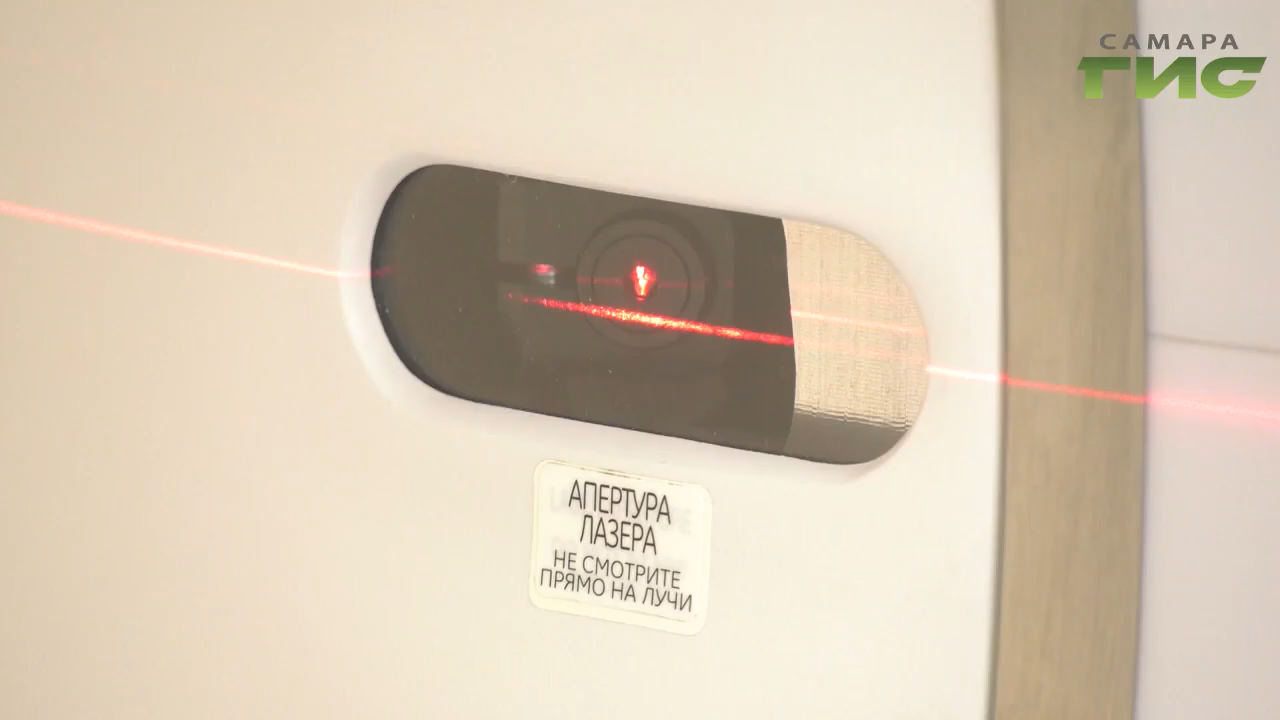 САМАРА
ГИС
АПЕРТУРА
ЛАЗЕРА
НЕ СМОТРИТЕ
ПРЯМО НА ЛУЧИ